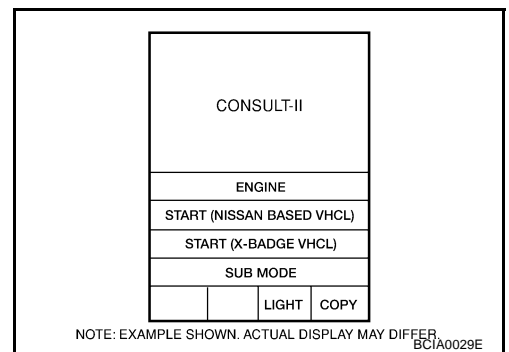 CONSULT-II
ENGINE
START (NISSAN BASED VHCL)
START (X-BADGE VHCL)
SUB MODE
LIGHT COPY
NOTE: EXAMPLE SHOWN. ACTUAL DISPLAY MAY DIFFER.
BCIA0029E